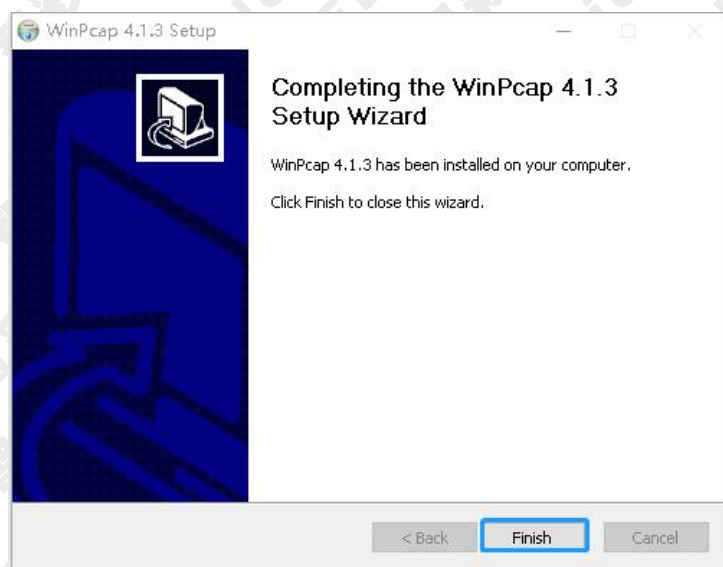 WinPcap 4.1.3 Setup
Completing the WinPcap 4.1.3
Setup Wizard
WinPcap 4.1.3 has been installed on your computer.
Click Finish to close this wizard.
< Back
Finish
Cancel